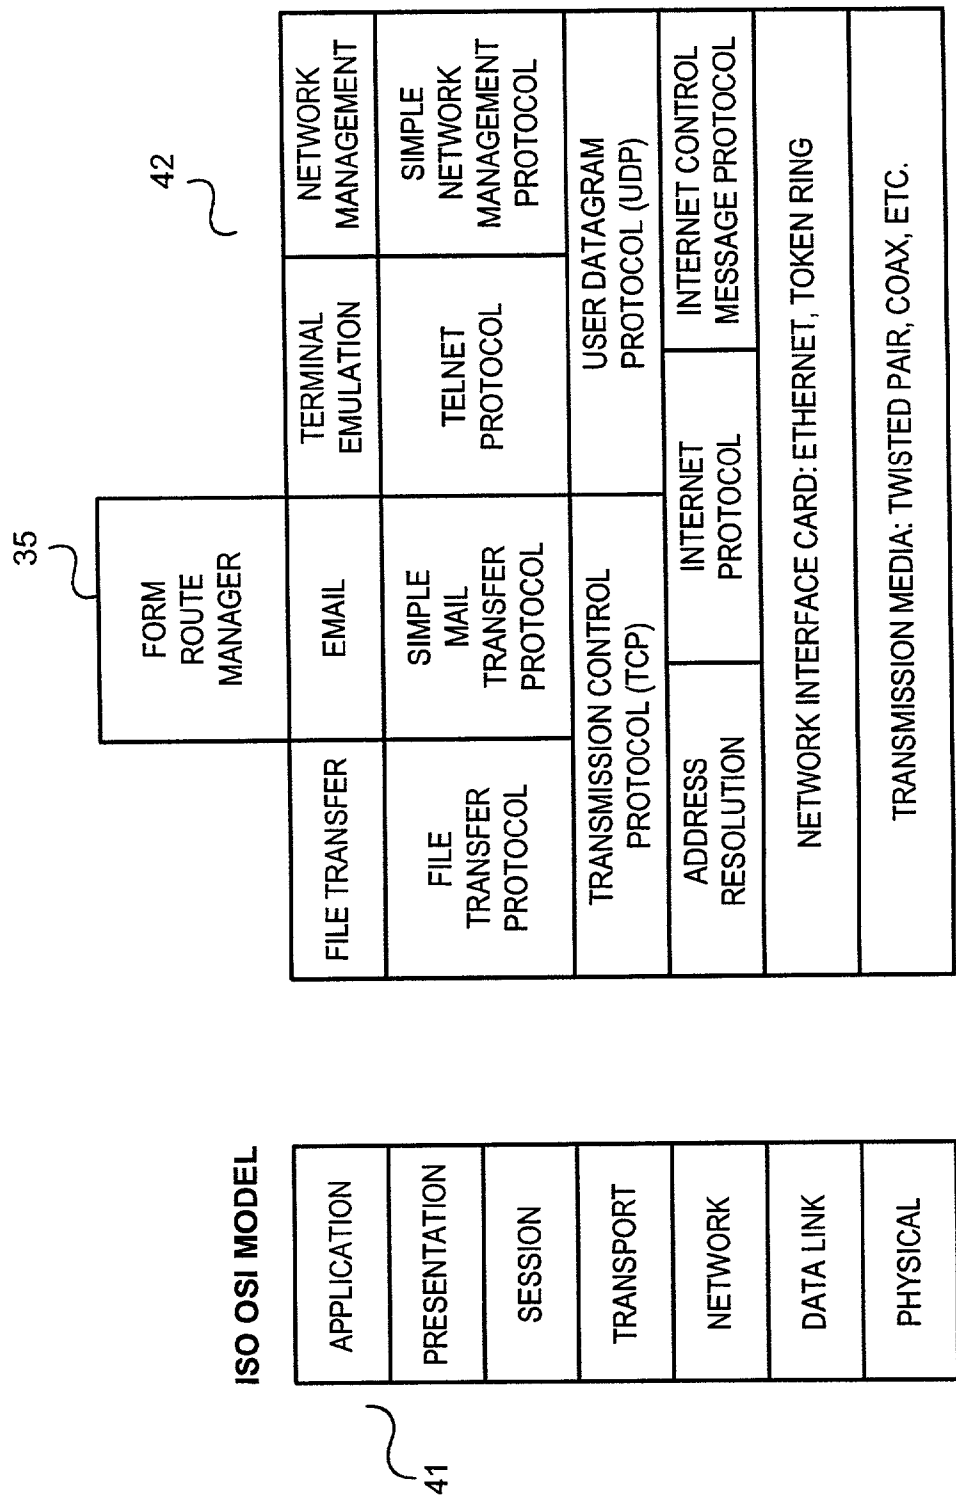 35
42
FORM
ROUTE
MANAGER
ISO OSI MODEL
41
APPLICATION
PRESENTATION
SESSION
TRANSPORT
NETWORK
DATA LINK
PHYSICAL
FILE TRANSFER
EMAIL
TERMINAL
EMULATION
NETWORK
MANAGEMENT
FILE
TRANSFER
PROTOCOL
SIMPLE
MAIL
TRANSFER
PROTOCOL
TELNET
PROTOCOL
SIMPLE
NETWORK
MANAGEMENT
PROTOCOL
TRANSMISSION CONTROL
PROTOCOL (TCP)
USER DATAGRAM
PROTOCOL (UDP)
ADDRESS
RESOLUTION
INTERNET
PROTOCOL
INTERNET CONTROL
MESSAGE PROTOCOL
NETWORK INTERFACE CARD: ETHERNET, TOKEN RING
TRANSMISSION MEDIA: TWISTED PAIR, COAX, ETC.